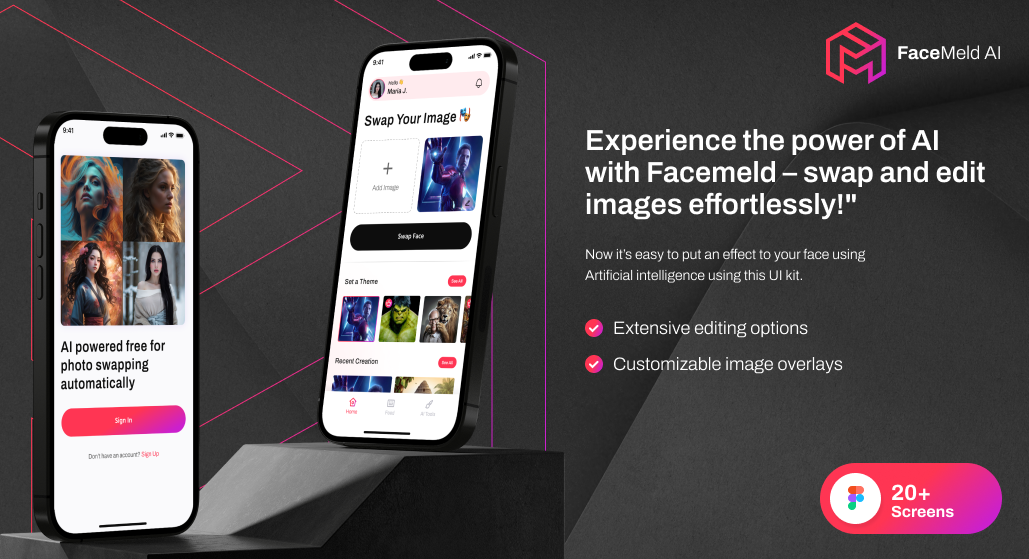 FaceMeld AI
Experience the power of AI
with Facemeld – swap and edit
images effortlessly!"
Now it's easy to put an effect to your face using
Artificial intelligence using this UI kit.
Extensive editing options
Customizable image overlays
20+
Screens
9:41
Hello
Maria J.
Swap Your Image
Add Image
Swap Face
Set a Theme
See All
Recent Creation
See All
Home
Feed
AI Tools
9:41
AI powered free for
photo swapping
automatically
Sign In
Don't have an account? Sign Up